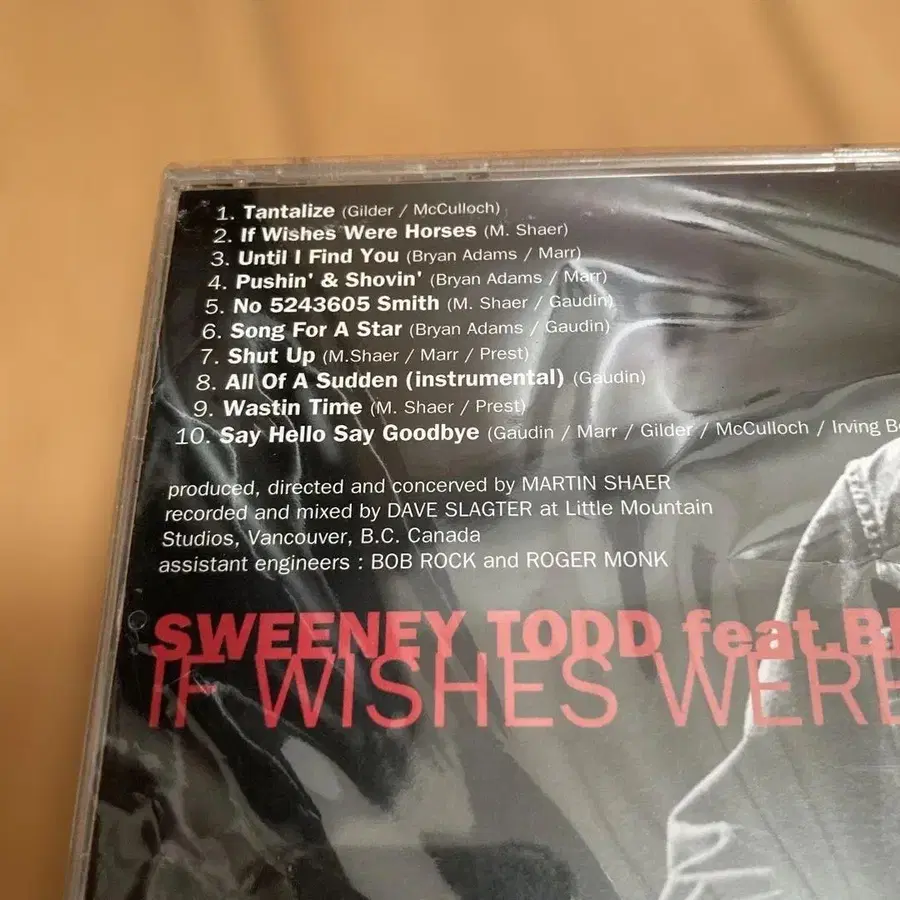 1. Tantalize (Gilder / McCulloch)
2. If Wishes Were Horses (M. Shaer)
3. Until I Find You (Bryan Adams / Marr)
4. Pushin' & Shovin' (Bryan Adams / Marr)
5. No 5243605 Smith (M. Shaer / Gaudin)
6. Song For A Star (Bryan Adams / Gaudin)
7. Shut Up (M.Shaer / Marr / Prest)
8. All Of A Sudden (instrumental) (Gaudin)
9. Wastin Time (M. Shaer / Prest)
10. Say Hello Say Goodbye (Gaudin / Marr / Gilder / McCulloch / Irving
produced, directed and concerved by MARTIN SHAER
recorded and mixed by DAVE SLAGTER at Little Mountain
Studios, Vancouver, B.C. Canada
assistant engineers : BOB ROCK and ROGER MONK
SWEENEY TODD feat.
IF WISHES WERE